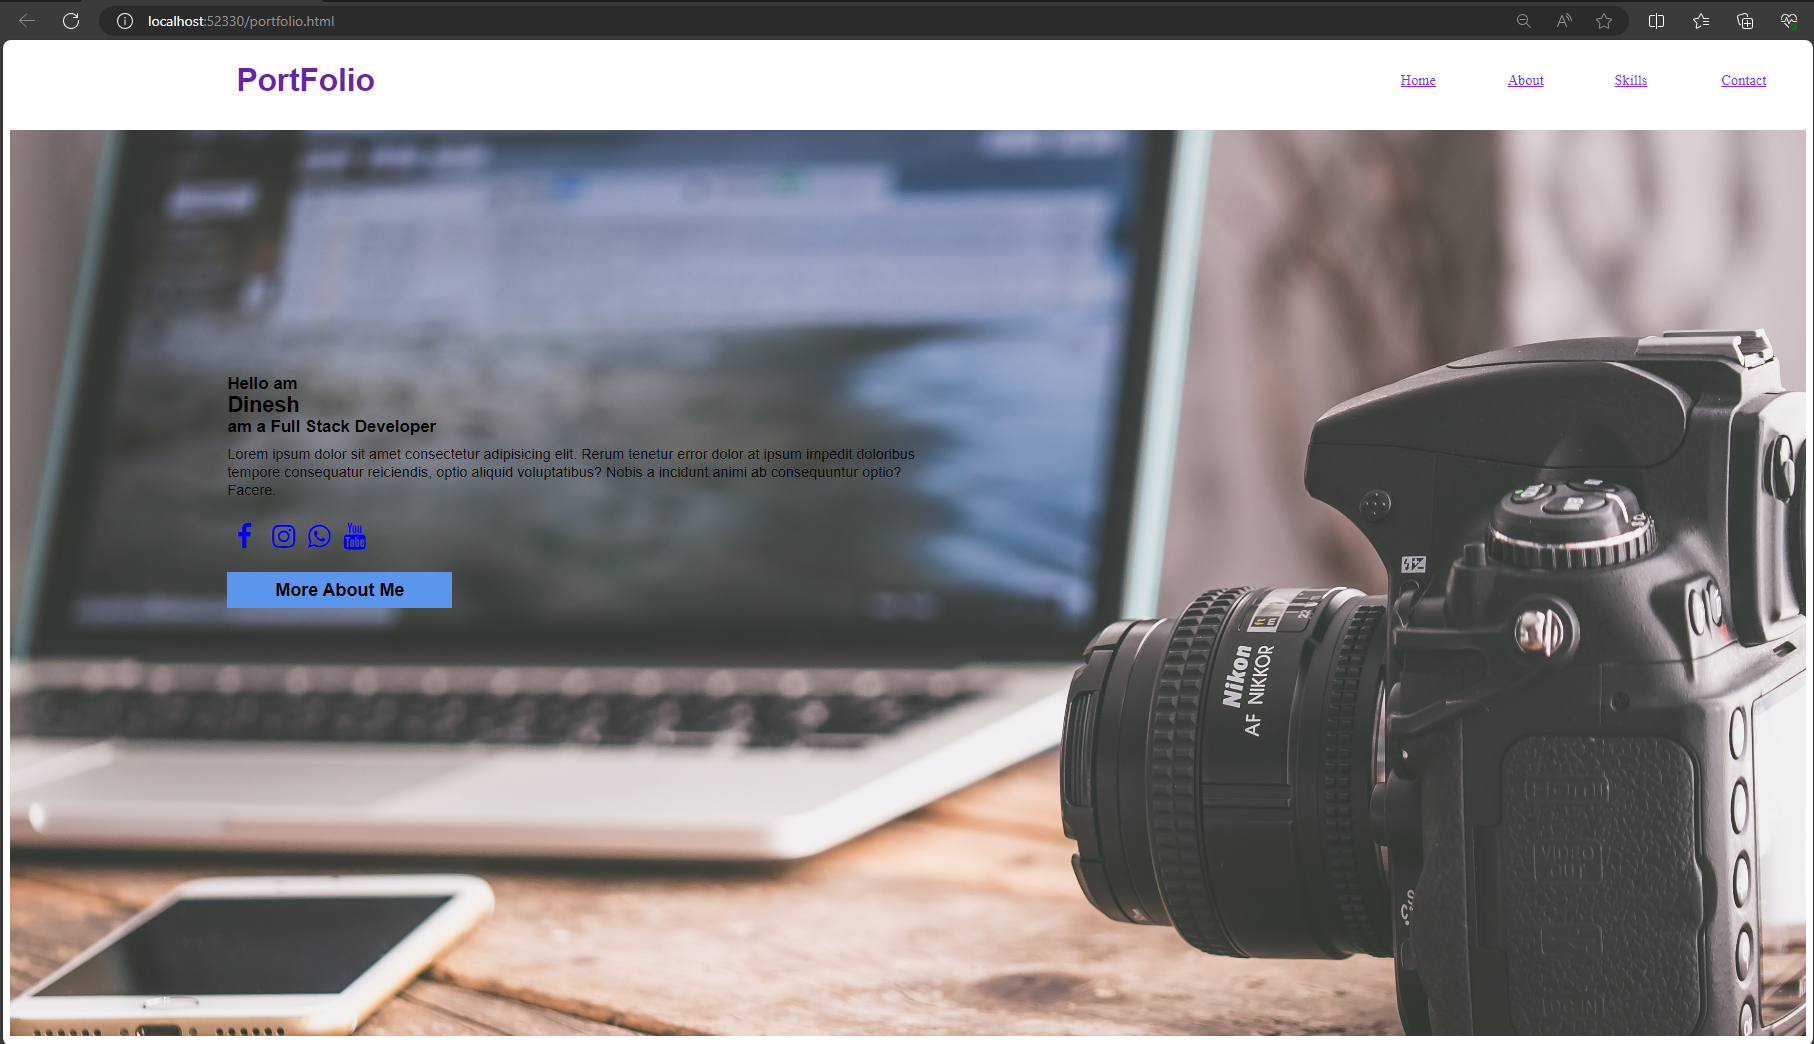 localhost:52330/portfolio.html
PortFolio
Home
About
Skills
Contact
Hello am
Dinesh
am a Full Stack Developer
Lorem ipsum dolor sit amet consectetur adipisicing elit. Rerum tenetur error dolor at ipsum impedit doloribus
tempore consequatur reiciendis, optio aliquid voluptatibus? Nobis a incidunt animi ab consequuntur optio?
Facere.
You
Tube
More About Me
Nikon
AF NIKKOR